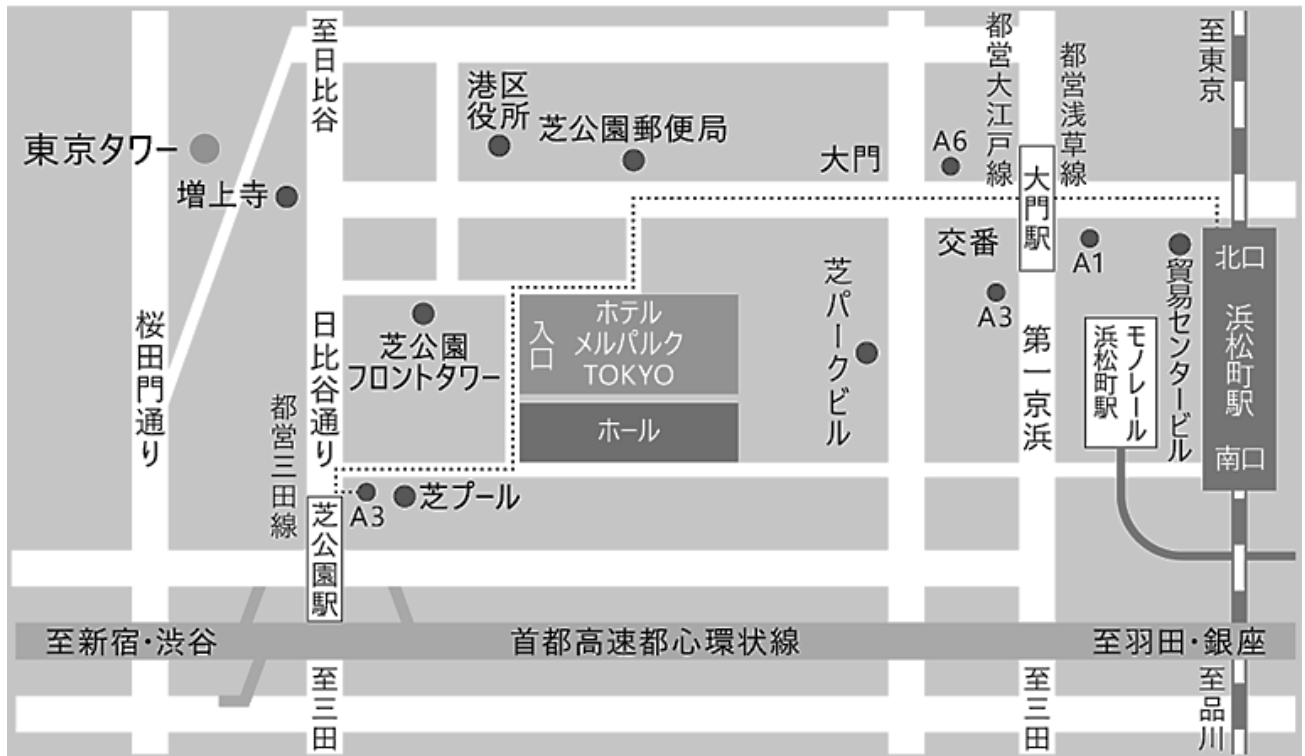 至日比谷
都営大江戸線
都営浅草線
至東京
港区
役所
芝公園郵便局
東京タワー
増上寺
大門
A6
大門駅
交番
A1
A3
北口
浜松町駅
南口
貿易センタービル
モノレール
浜松町駅
第一京浜
芝パークビル
ホテル
メルパルク
TOKYO
入口
ホール
芝公園
フロントタワー
桜田門通り
日比谷通り
都営三田線
A3
芝プール
芝公園駅
至新宿・渋谷
首都高速都心環状線
至羽田・銀座
至三田
至三田
至品川